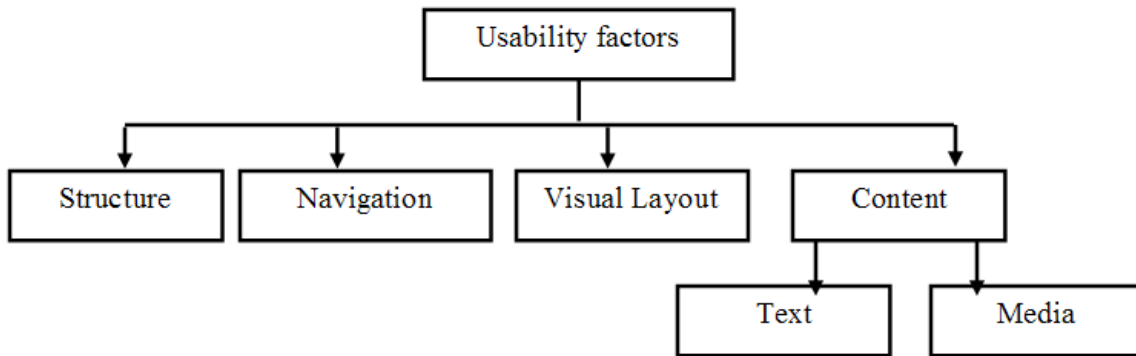 Usability factors
Structure
Navigation
Visual Layout
Content
Text
Media